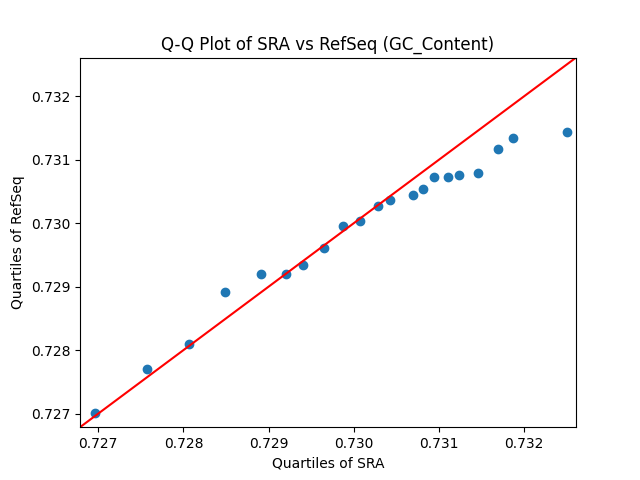 Q-Q Plot of SRA vs RefSeq (GC_Content)
Quartiles of RefSeq
0.732
0.731
0.730
0.729
0.728
0.727
0.727 0.728 0.729 0.730 0.731 0.732
Quartiles of SRA